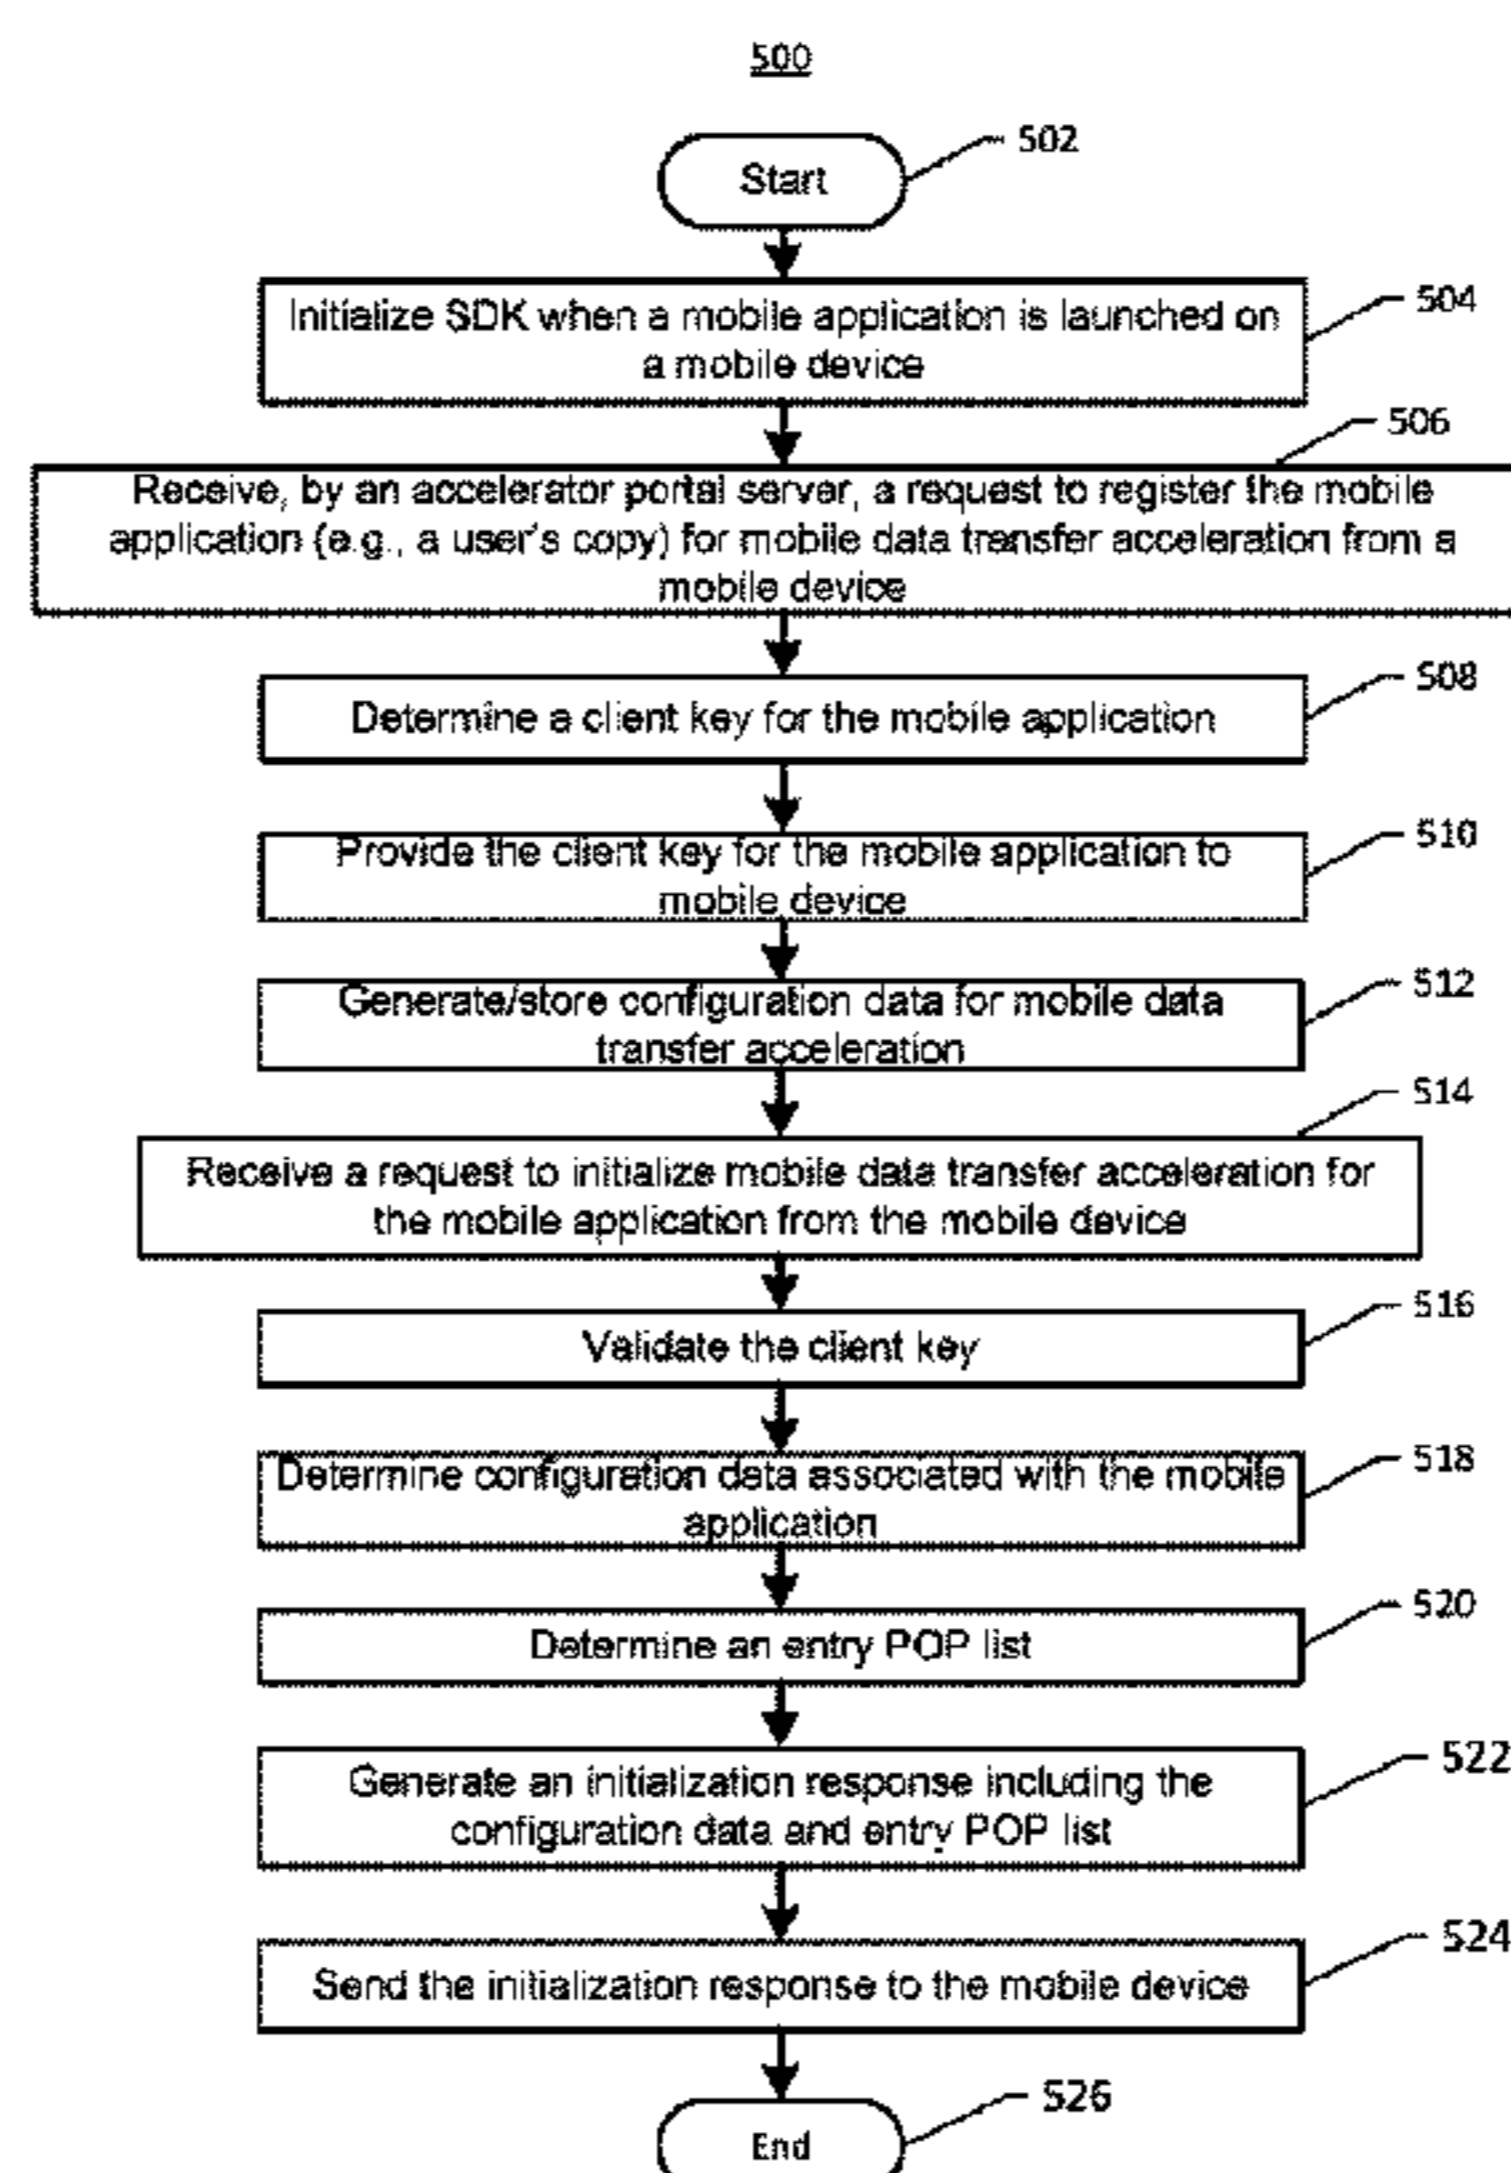 500
Start
502
Initialize SDK when a mobile application is launched on
a mobile device
504
506
Receive, by an accelerator portal server, a request to register the mobile
application (e.g., a user's copy) for mobile data transfer acceleration from a
mobile device
508
Determine a client key for the mobile application
510
Provide the client key for the mobile application to
mobile device
512
Generate/store configuration data for mobile data
transfer acceleration
514
Receive a request to initialize mobile data transfer acceleration for
the mobile application from the mobile device
516
Validate the client key
518
Determine configuration data associated with the mobile
application
520
Determine an entry POP list
522
Generate an initialization response including the
configuration data and entry POP list
524
Send the initialization response to the mobile device
526
End